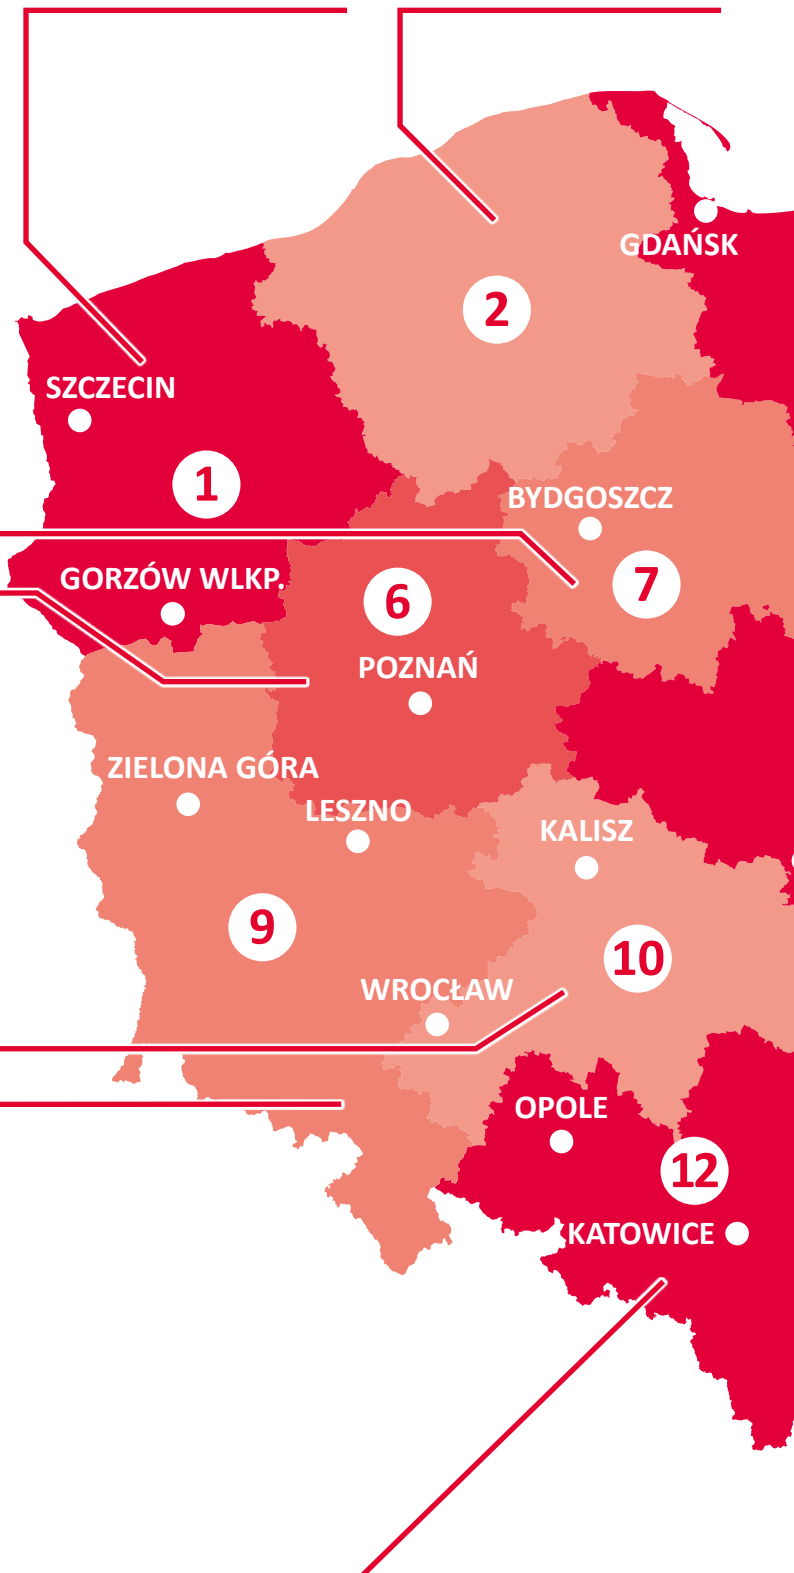 GDAŃSK
2
SZCZECIN
1
BYDGOSZCZ
GORZÓW WLKP.
6
7
POZNAŃ
ZIELONA GÓRA
LESZNO
KALISZ
9
10
WROCŁAW
OPOLE
12
KATOWICE